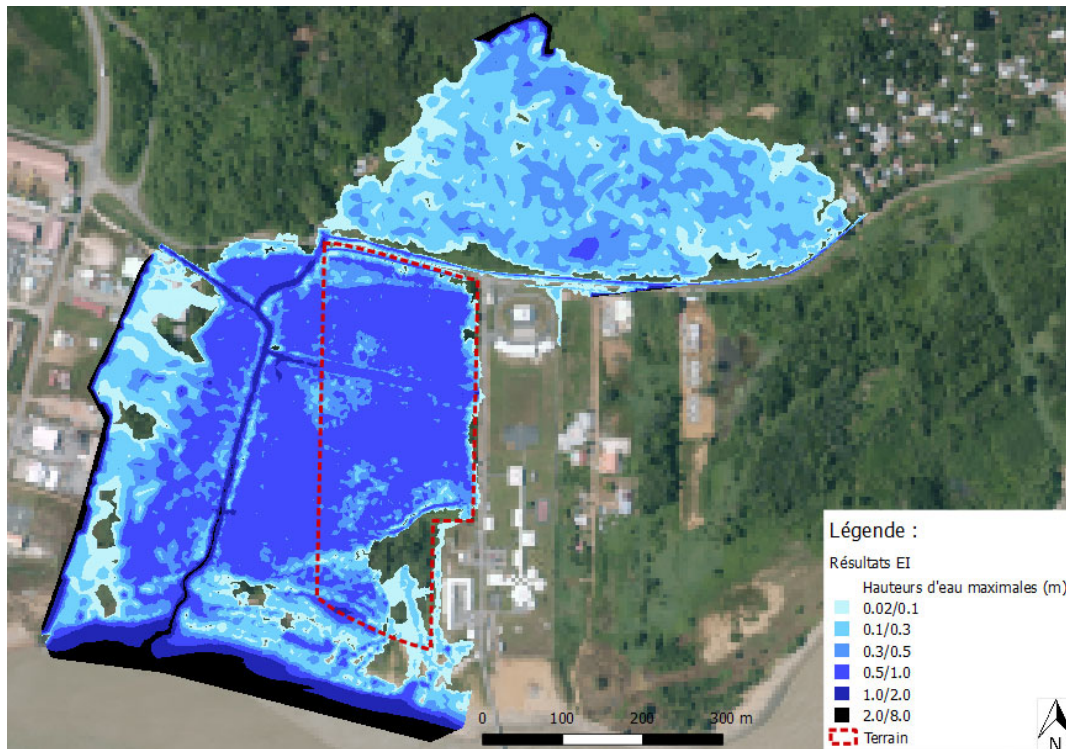 Légende :
Résultats EI
Hauteurs d'eau maximales (m)
0.02/0.1
0.1/0.3
0.3/0.5
0.5/1.0
1.0/2.0
2.0/8.0
Terrain
0 100 200 300 m
N